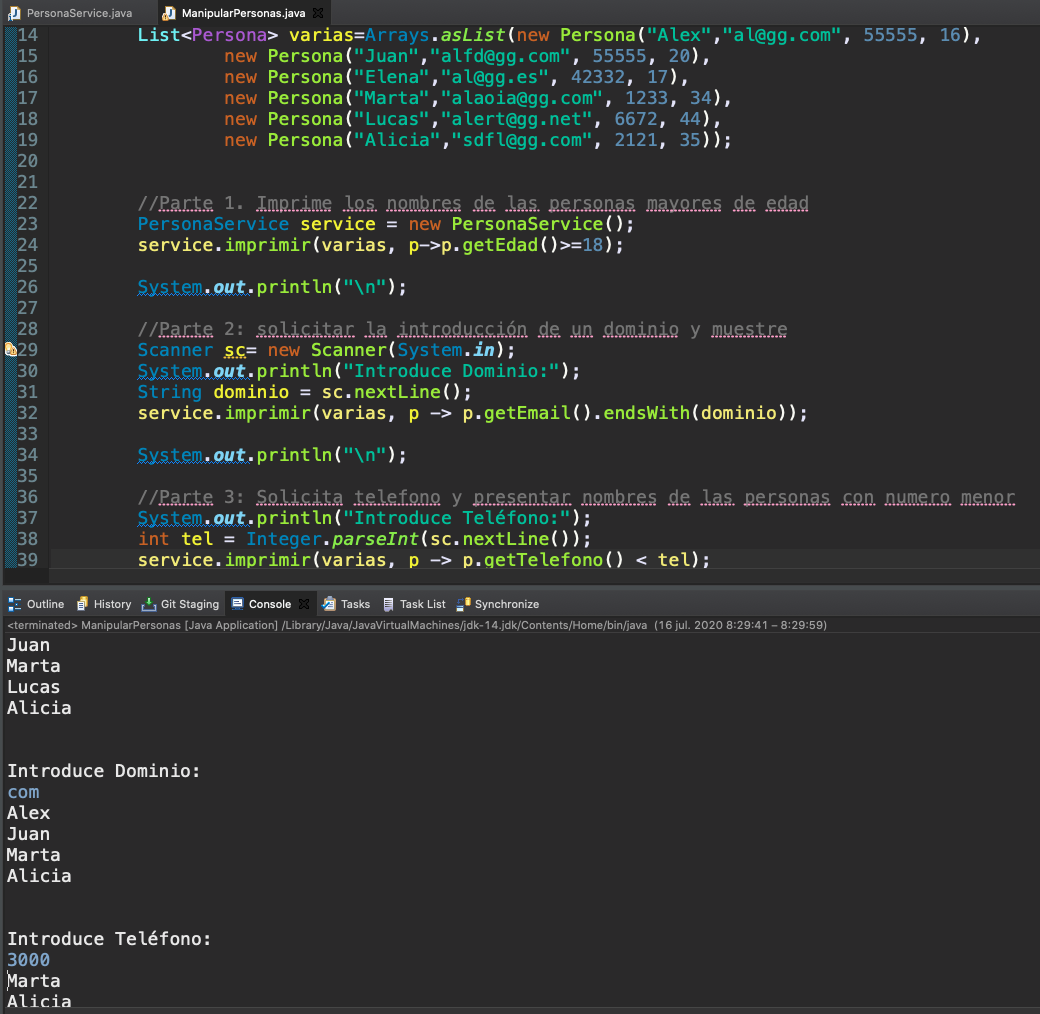 PersonaService.java ManipularPersonas.java
14 List<Persona> varias=Arrays.asList(new Persona("Alex","al@gg.com", 55555, 16),
15 new Persona("Juan","alfd@gg.com", 55555, 20),
16 new Persona("Elena","al@gg.es", 42332, 17),
17 new Persona("Marta","alaoia@gg.com", 1233, 34),
18 new Persona("Lucas","alert@gg.net", 6672, 44),
19 new Persona("Alicia","sdfl@gg.com", 2121, 35));
20
21
22 //Parte 1. Imprime los nombres de las personas mayores de edad
23 PersonaService service = new PersonaService();
24 service.imprimir(varias, p->p.getEdad()>=18);
25
26 System.out.println("\n");
27
28 //Parte 2: solicitar la introducción de un dominio y muestre
29 Scanner sc= new Scanner(System.in);
30 System.out.println("Introduce Dominio:");
31 String dominio = sc.nextLine();
32 service.imprimir(varias, p -> p.getEmail().endsWith(dominio));
33
34 System.out.println("\n");
35
36 //Parte 3: Solicita telefono y presentar nombres de las personas con numero menor
37 System.out.println("Introduce Teléfono:");
38 int tel = Integer.parseInt(sc.nextLine());
39 service.imprimir(varias, p -> p.getTelefono() < tel);
Outline History Git Staging Console Tasks Task List Synchronize
<terminated> ManipularPersonas [Java Application] /Library/Java/JavaVirtualMachines/jdk-14.jdk/Contents/Home/bin/java (16 jul. 2020 8:29:41 – 8:29:59)
Juan
Marta
Lucas
Alicia
Introduce Dominio:
com
Alex
Juan
Marta
Alicia
Introduce Teléfono:
3000
Marta
Alicia